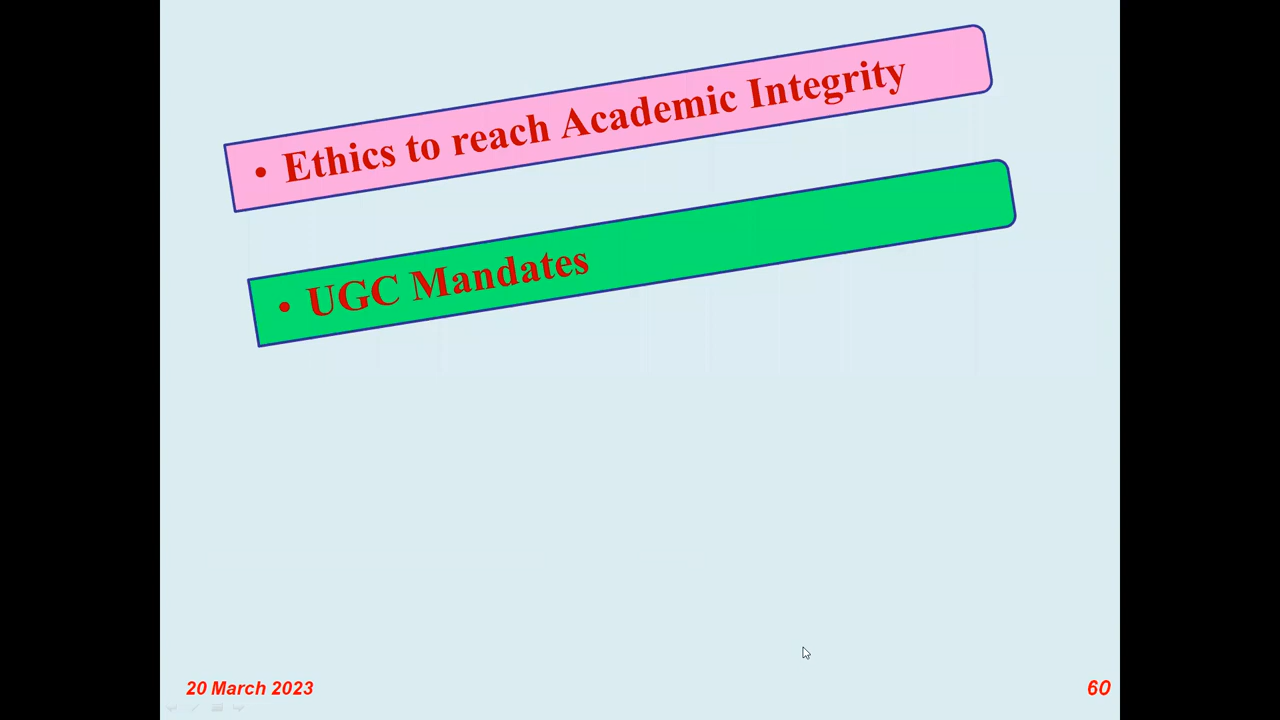 • Ethics to reach Academic Integrity
• UGC Mandates
20 March 2023
60